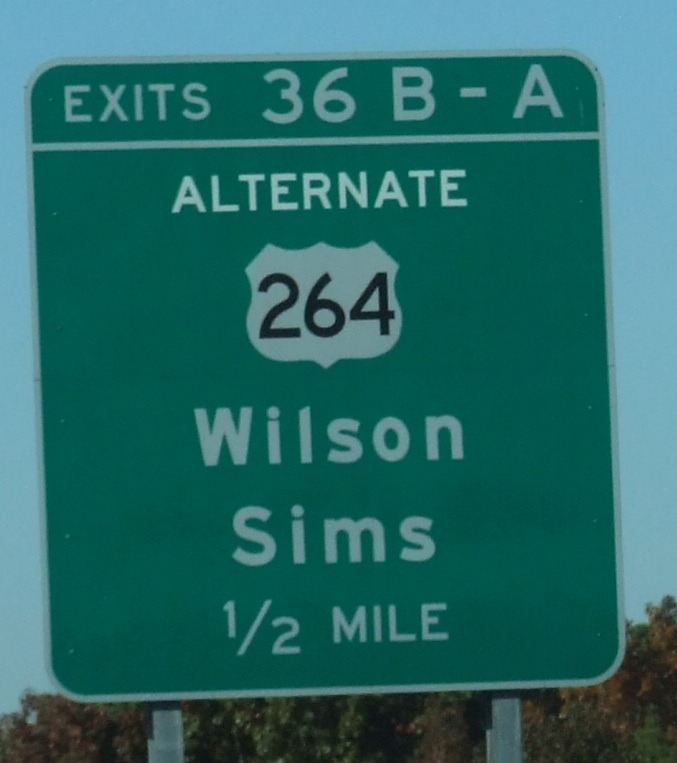 EXITS 36 B - A
ALTERNATE
264
Wilson
Sims
1/2 MILE